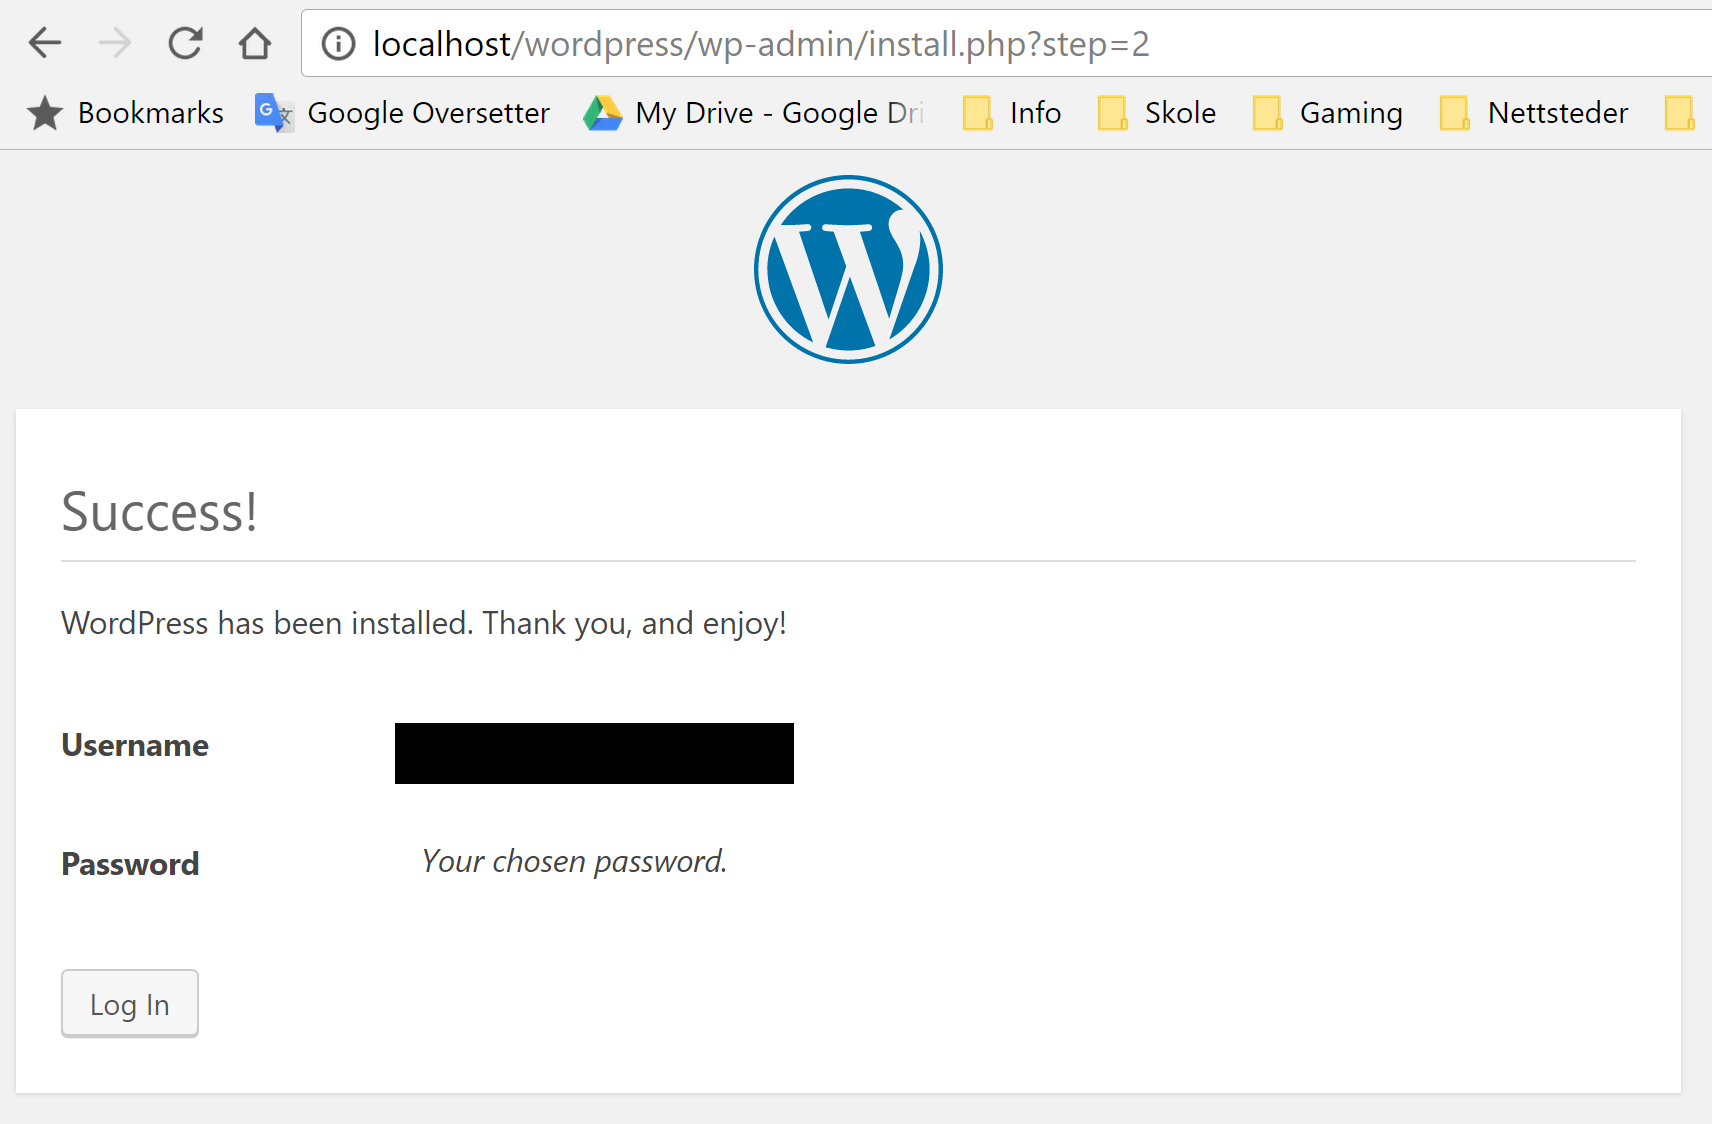 localhost/wordpress/wp-admin/install.php?step=2
Bookmarks Google Oversetter My Drive - Google Dri Info Skole Gaming Nettsteder
Success!
WordPress has been installed. Thank you, and enjoy!
Username
Password Your chosen password.
Log In